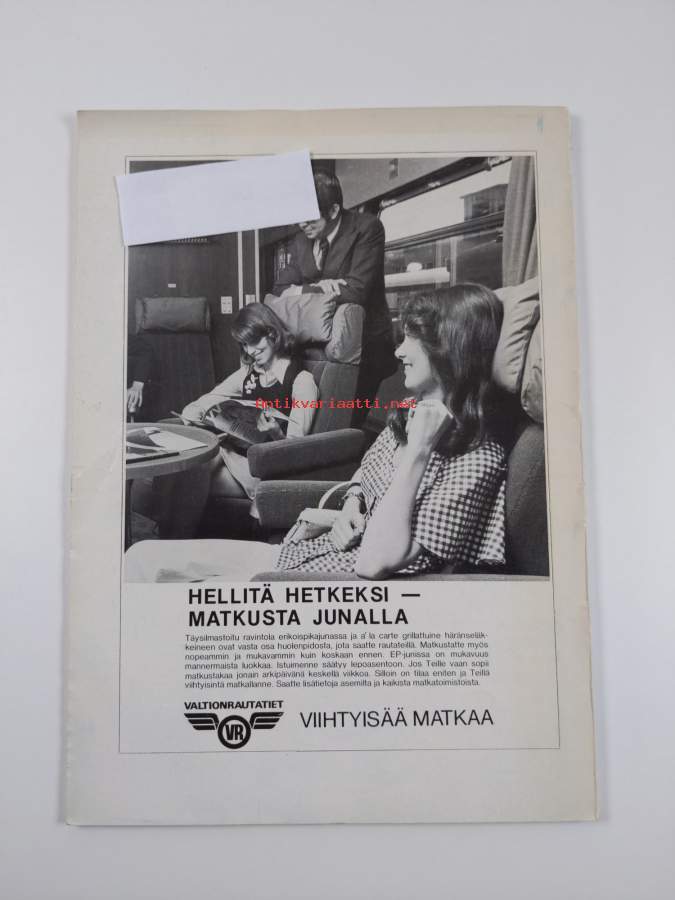 Antikvariaatti.net
HELLITÄ HETKEKSI —
MATKUSTA JUNALLA
Täysilmastoitu ravintola erikoispikajunassa ja a' la carte grillattuine häränseläk-
keineen ovat vasta osa huolenpidosta, jota saatte rautateillä. Matkustatte myös
nopeammin ja mukavammin kuin koskaan ennen. EP-junissa on mukavuus
mannermaista luokkaa. Istuimenne säätyy lepoasentoon. Jos Teille vaan sopii
matkustakaa jonain arkipäivänä keskellä viikkoa. Silloin on tilaa eniten ja Teillä
viihtyisintä matkallanne. Saatte lisätietoja asemilta ja kaikista matkatoimistoista.
VALTIONRAUTATIET
VR
VIIHTYISÄÄ MATKAA